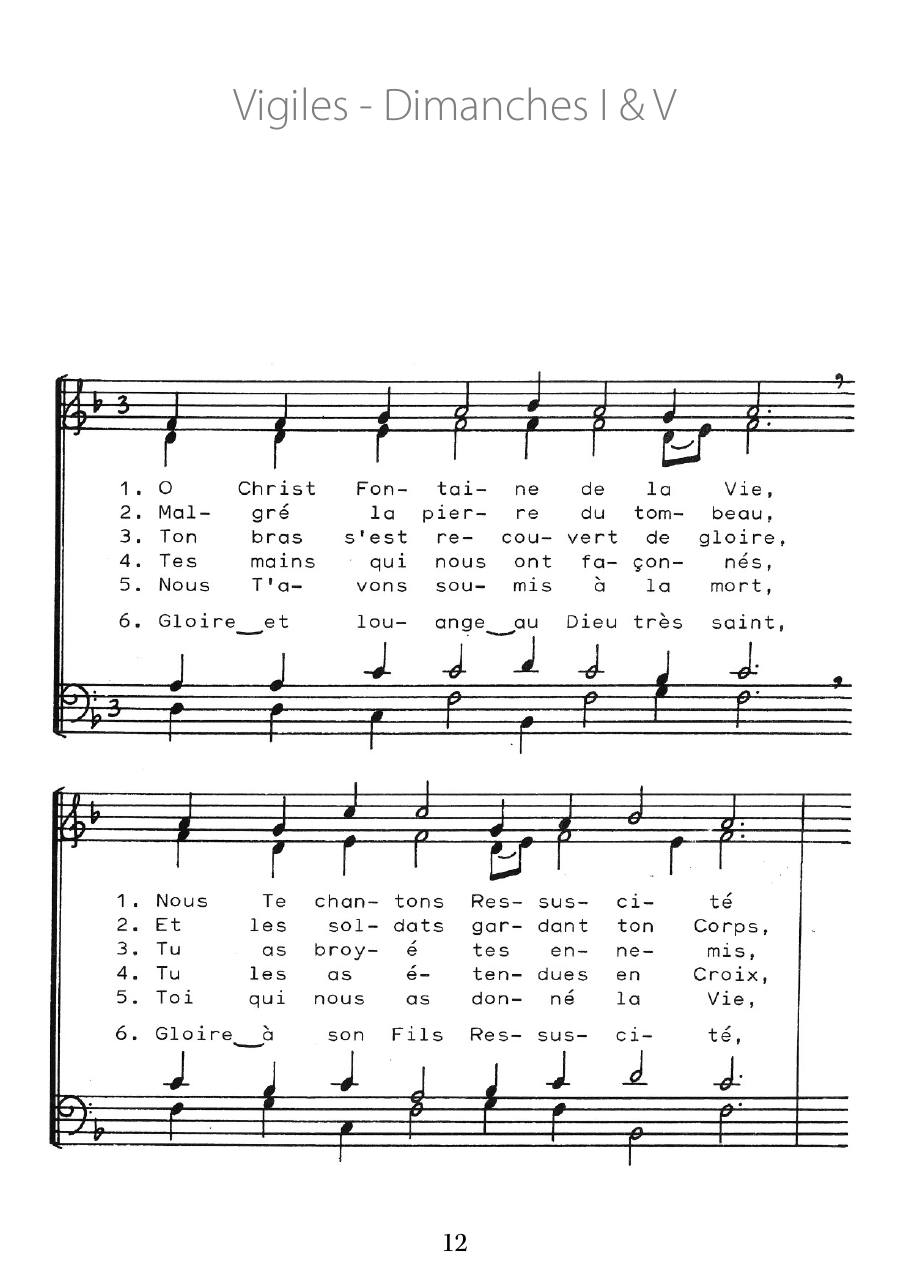 Vigiles - Dimanches I & V
3
1. O Christ Fon- tai- ne de la Vie,
2. Mal- gré la pier- re du tom- beau,
3. Ton bras s'est re- cou- vert de gloire,
4. Tes mains qui nous ont fa- çon- nés,
5. Nous T'a- vons sou- mis à la mort,
6. Gloire‿et lou- ange‿au Dieu très saint,
3
1. Nous Te chan- tons Res- sus- ci- té
2. Et les sol- dats gar- dant ton Corps,
3. Tu as broy- é tes en- ne- mis,
4. Tu les as é- ten- dues en Croix,
5. Toi qui nous as don- né la Vie,
6. Gloire‿à son Fils Res- sus- ci- té,
12